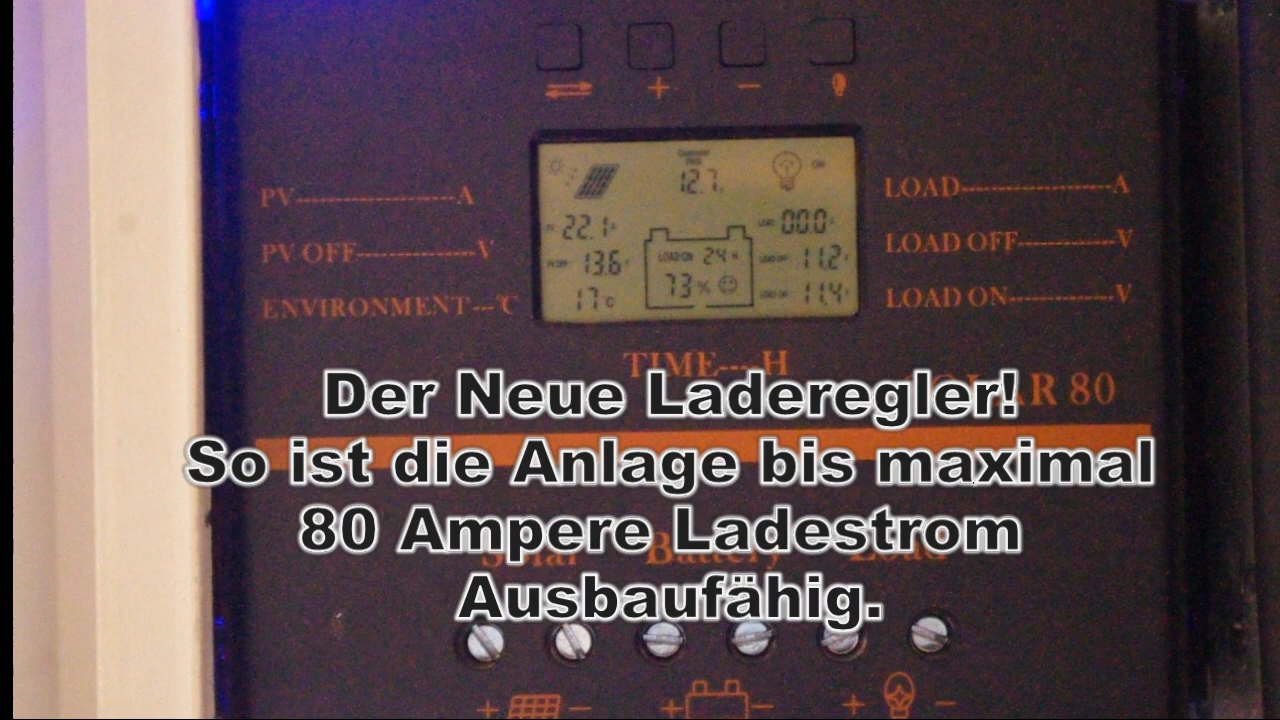 PV-------------------A
PV OFF---------------V
ENVIRONMENT---°C
ON
12.7
22.1
13.6
17°C
LOAD ON 24 H
73%
00.0
11.2
11.4
LOAD------------------A
LOAD OFF-------------V
LOAD ON-------------V
TIME----H
SOLAR 80
Der Neue Laderegler!
So ist die Anlage bis maximal
80 Ampere Ladestrom
Ausbaufähig.
Solar Battery Load
+ − + − + −